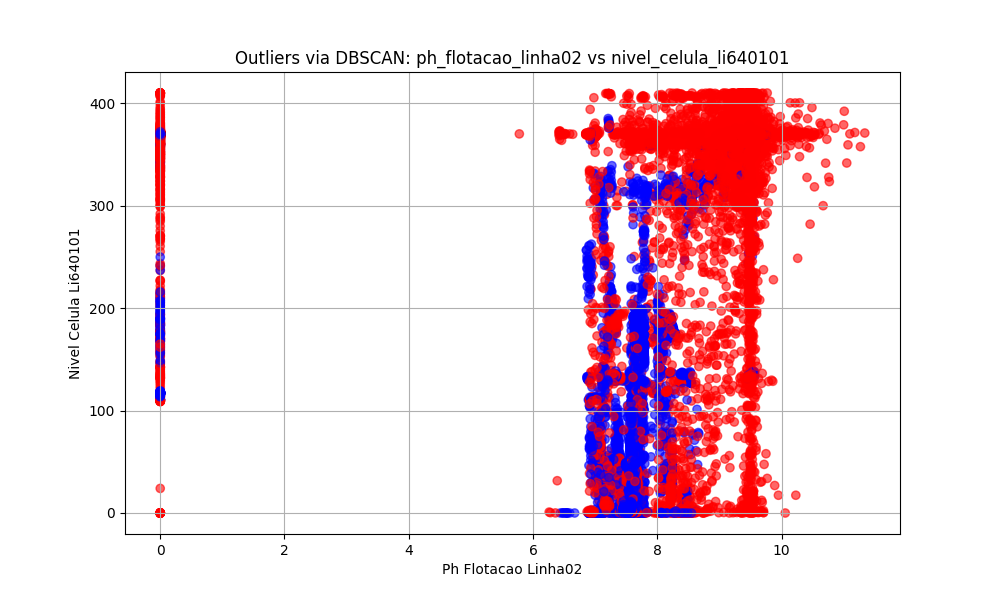 Outliers via DBSCAN: ph_flotacao_linha02 vs nivel_celula_li640101
400
300
200
100
0
Nivel Celula Li640101
0 2 4 6 8 10
Ph Flotacao Linha02